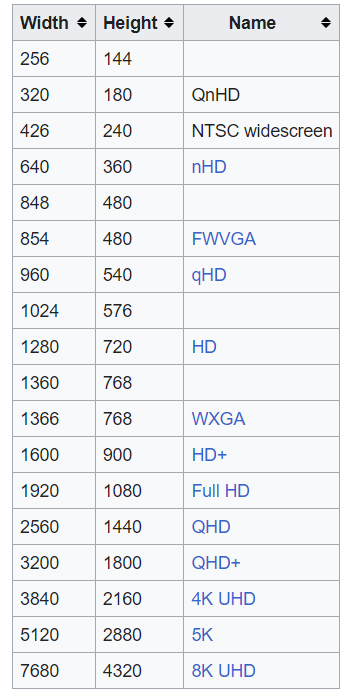 Width Height Name
256 144
320 180 QnHD
426 240 NTSC widescreen
640 360 nHD
848 480
854 480 FWVGA
960 540 qHD
1024 576
1280 720 HD
1360 768
1366 768 WXGA
1600 900 HD+
1920 1080 Full HD
2560 1440 QHD
3200 1800 QHD+
3840 2160 4K UHD
5120 2880 5K
7680 4320 8K UHD